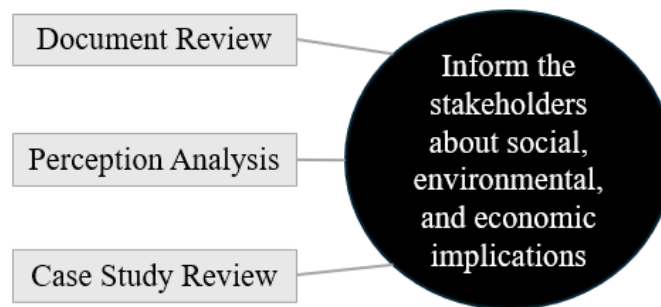 Document Review
Perception Analysis
Case Study Review
Inform the
stakeholders
about social,
environmental,
and economic
implications